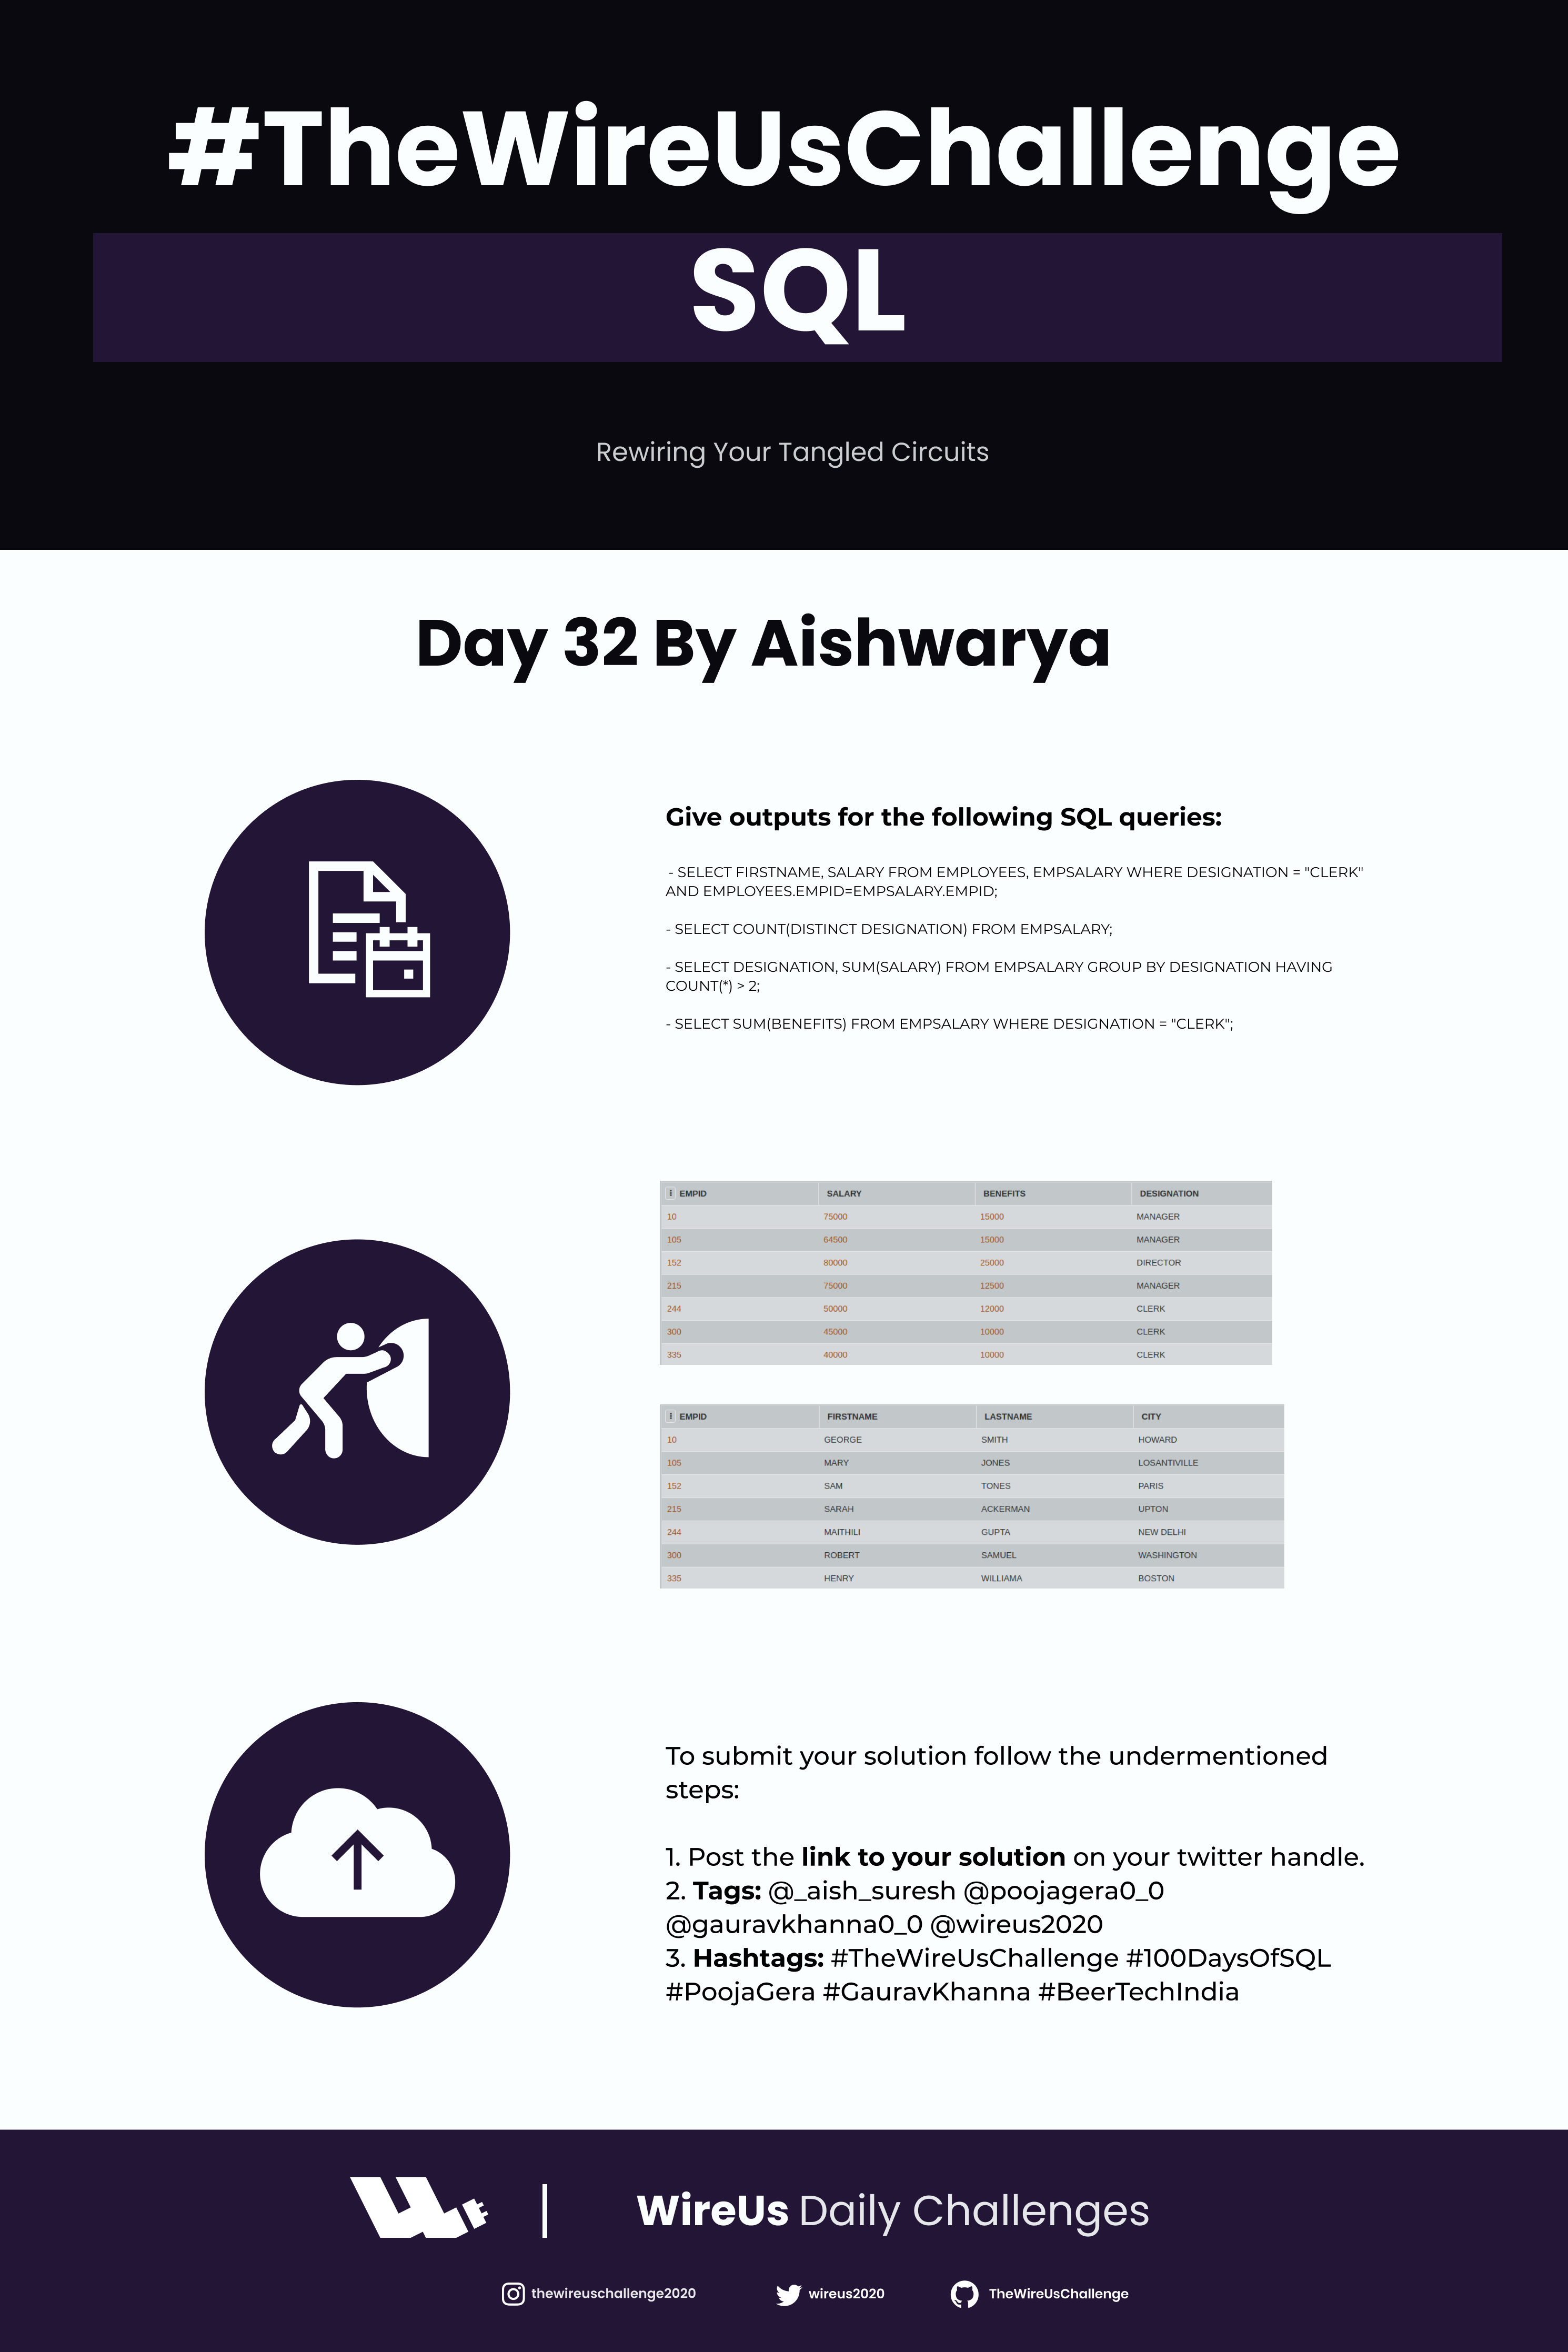 #TheWireUsChallenge
SQL
Rewiring Your Tangled Circuits
Day 32 By Aishwarya
Give outputs for the following SQL queries:
- SELECT FIRSTNAME, SALARY FROM EMPLOYEES, EMPSALARY WHERE DESIGNATION = "CLERK"
AND EMPLOYEES.EMPID=EMPSALARY.EMPID;
- SELECT COUNT(DISTINCT DESIGNATION) FROM EMPSALARY;
- SELECT DESIGNATION, SUM(SALARY) FROM EMPSALARY GROUP BY DESIGNATION HAVING
COUNT(*) > 2;
- SELECT SUM(BENEFITS) FROM EMPSALARY WHERE DESIGNATION = "CLERK";
EMPID SALARY BENEFITS DESIGNATION
10 75000 15000 MANAGER
105 64500 15000 MANAGER
152 80000 25000 DIRECTOR
215 75000 12500 MANAGER
244 50000 12000 CLERK
300 45000 10000 CLERK
335 40000 10000 CLERK
EMPID FIRSTNAME LASTNAME CITY
10 GEORGE SMITH HOWARD
105 MARY JONES LOSANTIVILLE
152 SAM TONES PARIS
215 SARAH ACKERMAN UPTON
244 MAITHILI GUPTA NEW DELHI
300 ROBERT SAMUEL WASHINGTON
335 HENRY WILLIAMA BOSTON
To submit your solution follow the undermentioned
steps:
1. Post the link to your solution on your twitter handle.
2. Tags: @_aish_suresh @poojagera0_0
@gauravkhanna0_0 @wireus2020
3. Hashtags: #TheWireUsChallenge #100DaysOfSQL
#PoojaGera #GauravKhanna #BeerTechIndia
WireUs Daily Challenges
thewireuschallenge2020 wireus2020 TheWireUsChallenge